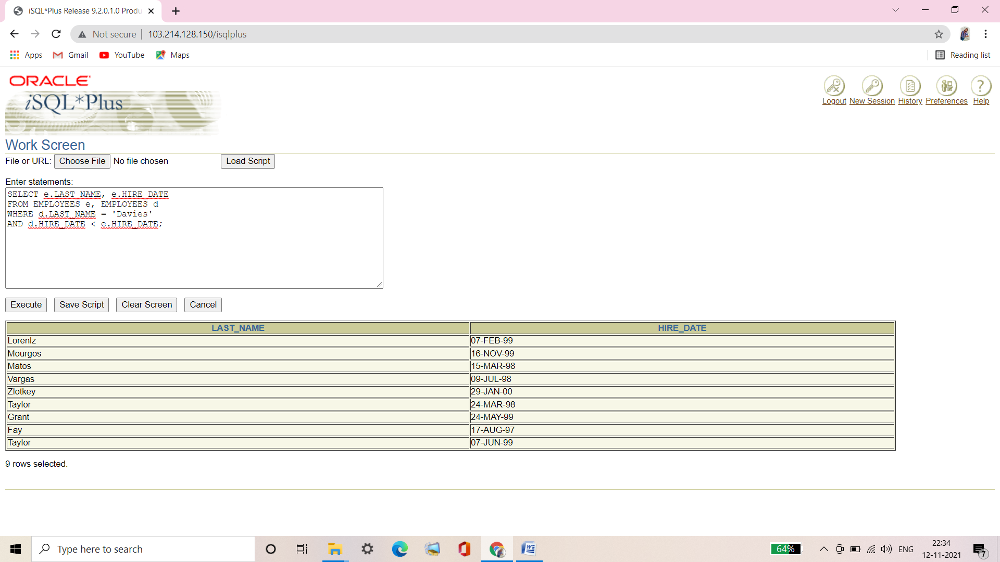 iSQL*Plus Release 9.2.0.1.0 Produ
Not secure | 103.214.128.150/isqlplus
Apps Gmail YouTube Maps Reading list
ORACLE
iSQL*Plus
Logout New Session History Preferences Help
Work Screen
File or URL: Choose File No file chosen Load Script
Enter statements:
SELECT e.LAST_NAME, e.HIRE_DATE
FROM EMPLOYEES e, EMPLOYEES d
WHERE d.LAST_NAME = 'Davies'
AND d.HIRE_DATE < e.HIRE_DATE;
Execute Save Script Clear Screen Cancel
LAST_NAME HIRE_DATE
Lorenlz 07-FEB-99
Mourgos 16-NOV-99
Matos 15-MAR-98
Vargas 09-JUL-98
Zlotkey 29-JAN-00
Taylor 24-MAR-98
Grant 24-MAY-99
Fay 17-AUG-97
Taylor 07-JUN-99
9 rows selected.
Type here to search
64%
ENG
22:34
12-11-2021
7